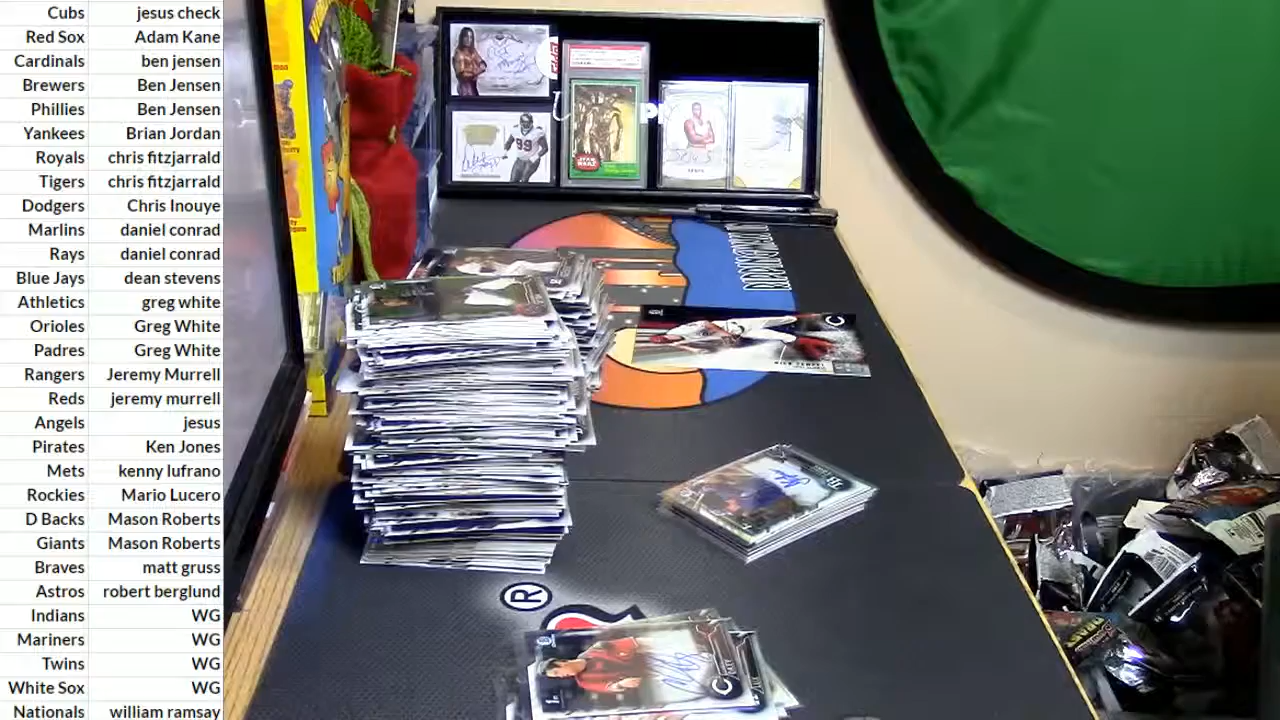 Cubs jesus check
Red Sox Adam Kane
Cardinals ben jensen
Brewers Ben Jensen
Phillies Ben Jensen
Yankees Brian Jordan
Royals chris fitzjarrald
Tigers chris fitzjarrald
Dodgers Chris Inouye
Marlins daniel conrad
Rays daniel conrad
Blue Jays dean stevens
Athletics greg white
Orioles Greg White
Padres Greg White
Rangers Jeremy Murrell
Reds jeremy murrell
Angels jesus
Pirates Ken Jones
Mets kenny lufrano
Rockies Mario Lucero
D Backs Mason Roberts
Giants Mason Roberts
Braves matt gruss
Astros robert berglund
Indians WG
Mariners WG
Twins WG
White Sox WG
Nationals william ramsay
STAR WARS
99
®